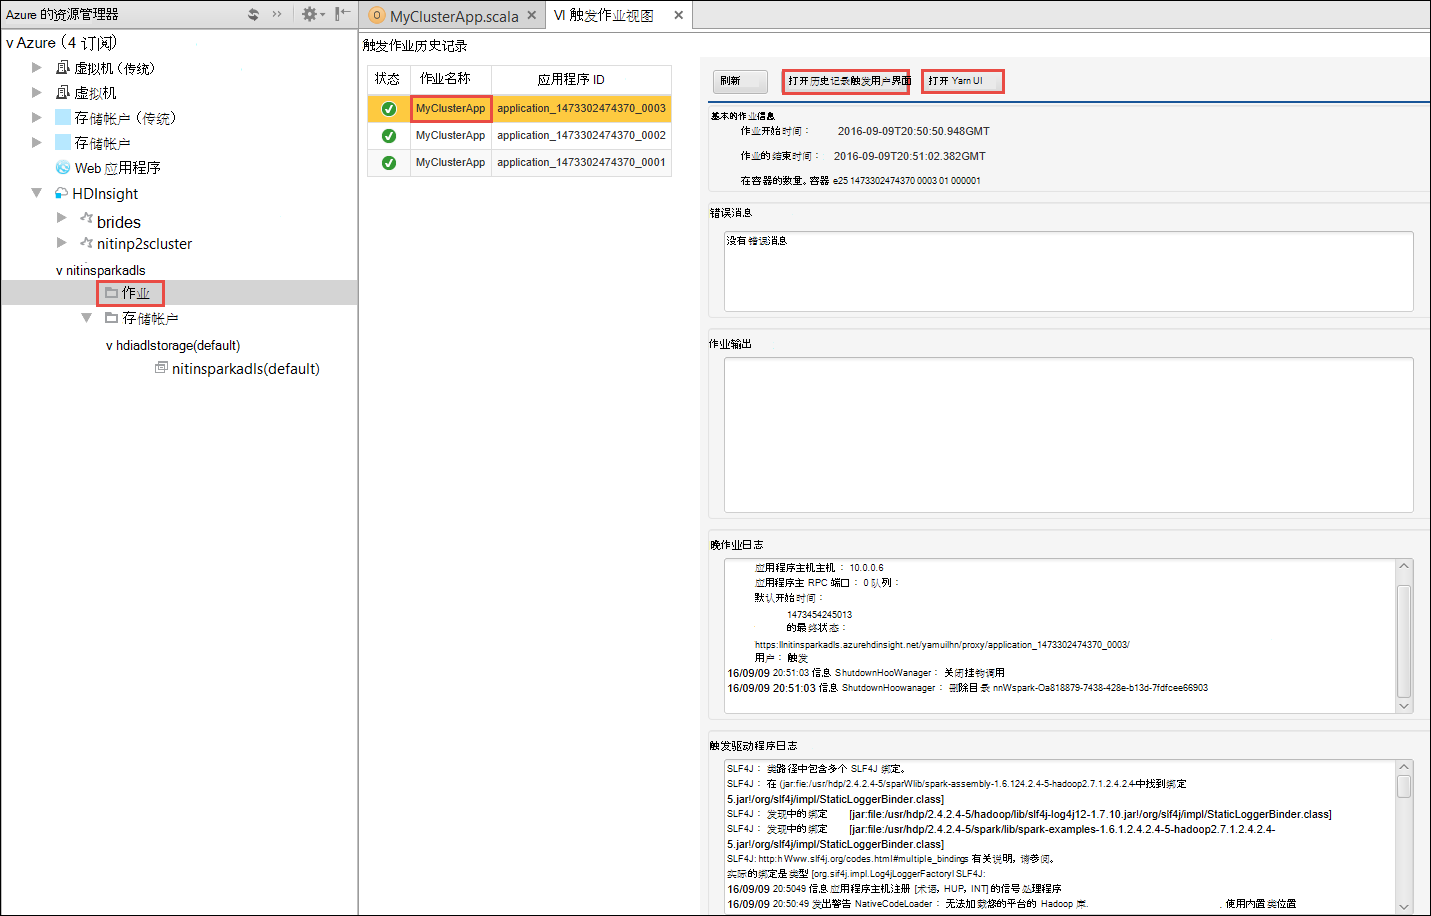 Azure 的资源管理器
MyClusterApp.scala
VI 触发作业视图
v Azure (4 订阅)
虚拟机 (传统)
虚拟机
存储帐户 (传统)
存储帐户
Web 应用程序
HDInsight
brides
nitinp2scluster
v nitinsparkadls
作业
存储帐户
v hdiadlstorage(default)
nitinsparkadls(default)
触发作业历史记录
状态 作业名称 应用程序 ID
MyClusterApp application_1473302474370_0003
MyClusterApp application_1473302474370_0002
MyClusterApp application_1473302474370_0001
刷新 打开历史记录触发用户界面 打开 Yarn UI
基本的作业信息
作业开始时间： 2016-09-09T20:50:50.948GMT
作业的结束时间： 2016-09-09T20:51:02.382GMT
在容器的数量。容器 e25 1473302474370 0003 01 000001
错误消息
没有错误消息
作业输出
晚作业日志
应用程序主机主机： 10.0.0.6
应用程序主 RPC 端口： 0 队列：
默认开始时间：
1473454245013
的最终状态：
https:llnitinsparkadls.azurehdinsight.net/yamuilhn/proxy/application_1473302474370_0003/
用户： 触发
16/09/09 20:51:03 信息 ShutdownHooWanager： 关闭挂钩调用
16/09/09 20:51:03 信息 ShutdownHoowanager： 删除目录 nnWspark-Oa818879-7438-428e-b13d-7fdfcee66903
触发驱动程序日志
SLF4J： 类路径中包含多个 SLF4J 绑定。
SLF4J： 在 (jar:fie:/usr/hdp/2.4.2.4-5/sparWlib/spark-assembly-1.6.124.2.4-5-hadoop2.7.1.2.4.2.4-中找到绑定
5.jar!/org/slf4j/impl/StaticLoggerBinder.class]
SLF4J： 发现中的绑定 [jar:file:/usr/hdp/2.4.2.4-5/hadoop/lib/slf4j-log4j12-1.7.10.jar!/org/slf4j/impl/StaticLoggerBinder.class]
SLF4J： 发现中的绑定 [jar:file:/usr/hdp/2.4.2.4-5/spark/lib/spark-examples-1.6.1.2.4.2.4-5-hadoop2.7.1.2.4.2.4-
5.jar!/org/slf4j/impl/StaticLoggerBinder.class]
SLF4J: http:h Www.slf4j.org/codes.html#multiple_bindings 有关说明，请参阅。
实际的绑定是类型 [org.sif4j.impl.Log4jLoggerFactoryl SLF4J:
16/09/09 20:5049 信息应用程序主机注册 [术语，HUP，INT]的信号处理程序
16/09/09 20:50:49 发出警告 NativeCodeLoader： 无法加载您的平台的 Hadoop 库. . 使用内置类位置